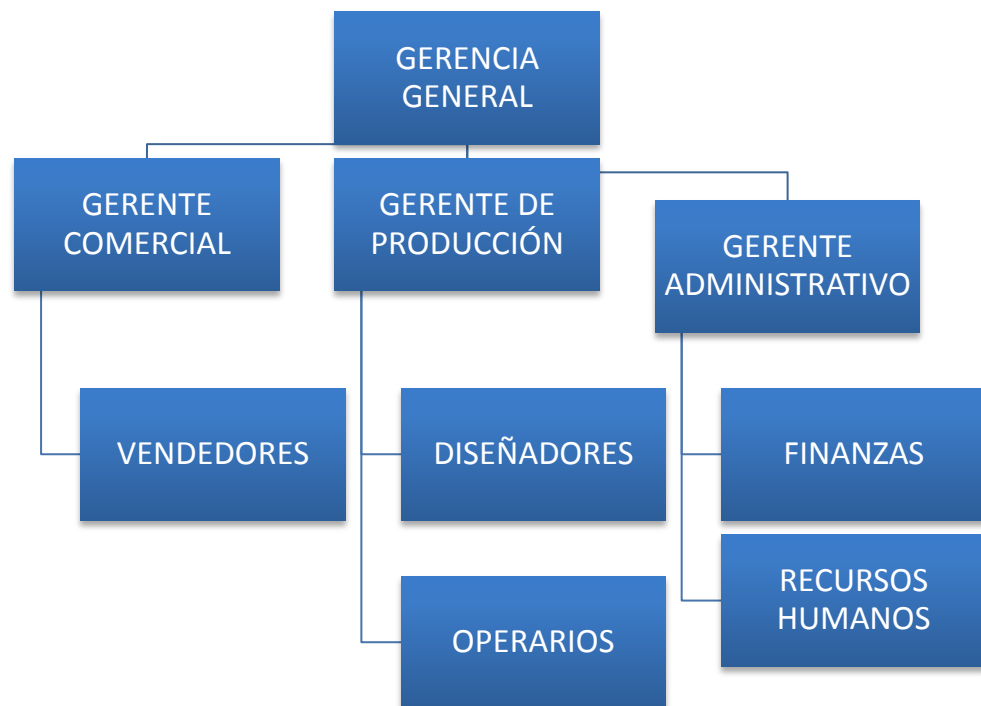 GERENCIA
GENERAL
GERENTE
COMERCIAL
GERENTE DE
PRODUCCIÓN
GERENTE
ADMINISTRATIVO
VENDEDORES
DISEÑADORES
FINANZAS
OPERARIOS
RECURSOS
HUMANOS